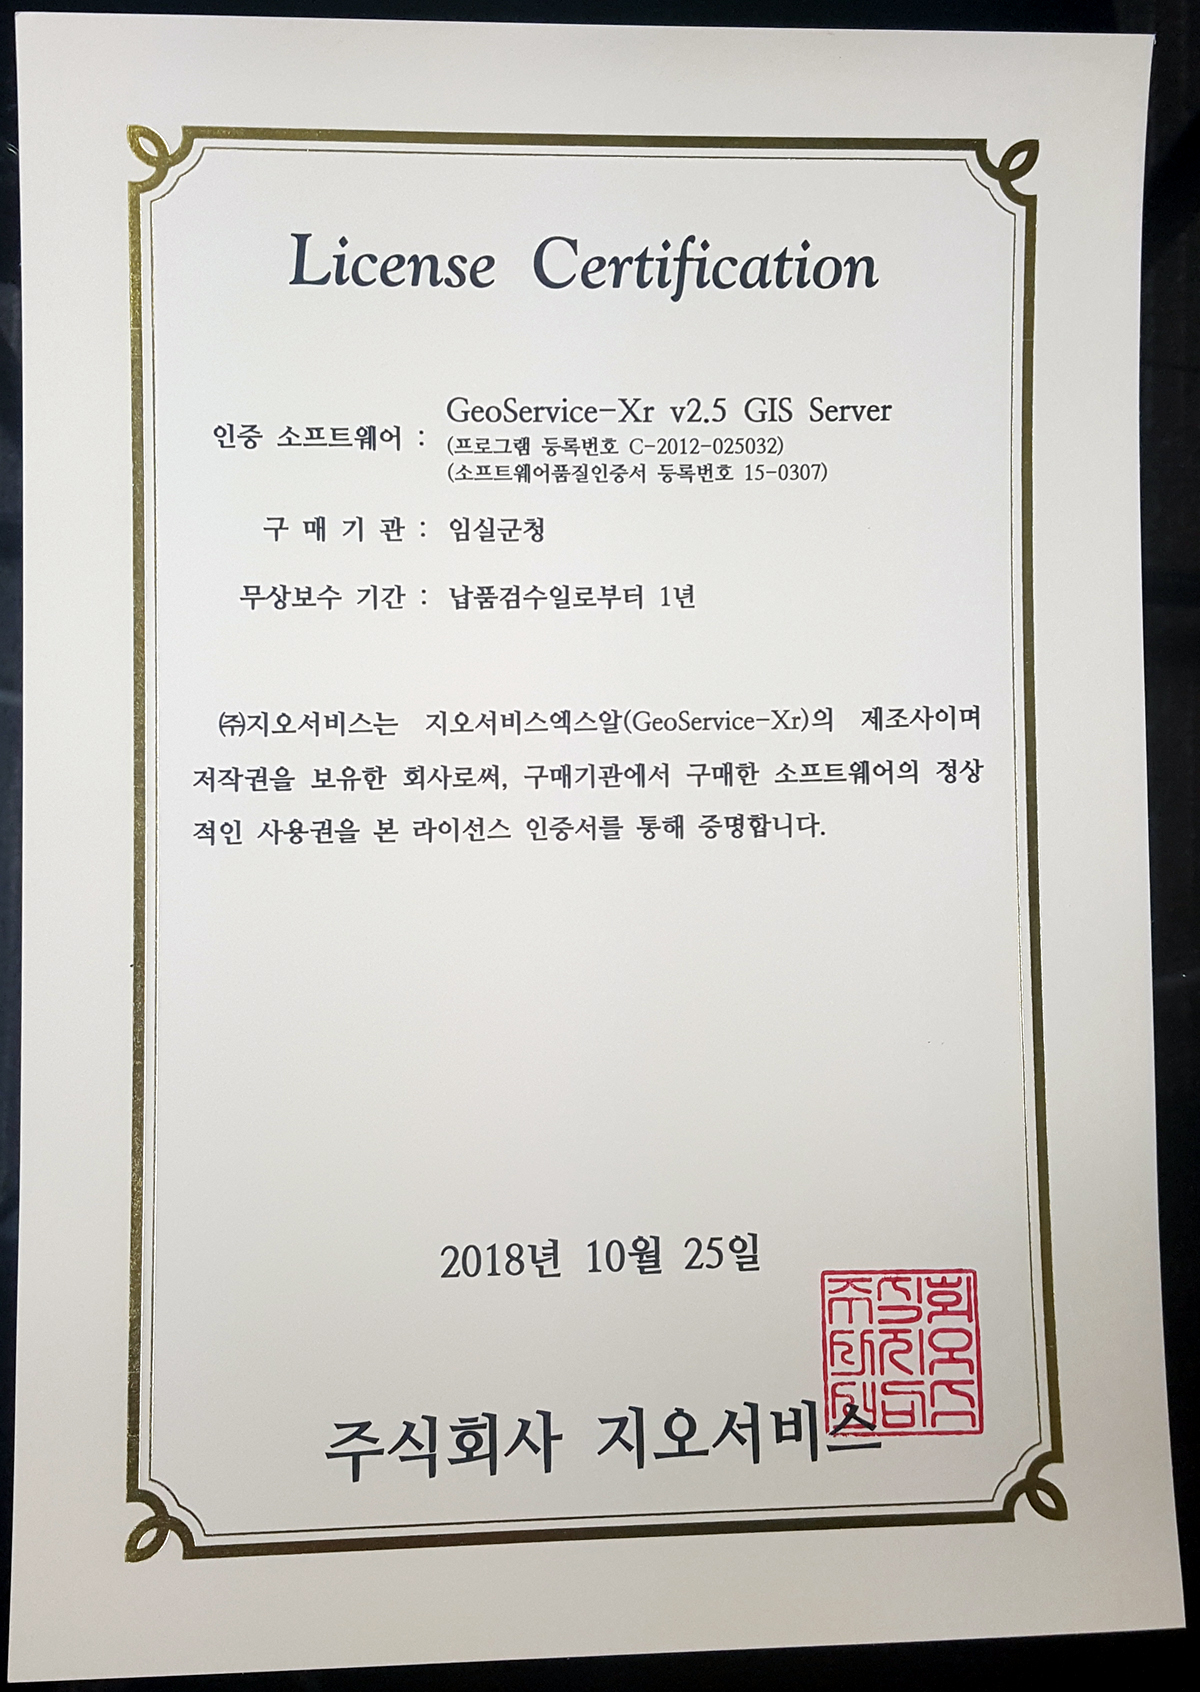 License Certification
인증 소프트웨어 : GeoService-Xr v2.5 GIS Server
(프로그램 등록번호 C-2012-025032)
(소프트웨어품질인증서 등록번호 15-0307)
구 매 기 관 : 임실군청
무상보수 기간 : 납품검수일로부터 1년
㈜지오서비스는 지오서비스엑스알(GeoService-Xr)의 제조사이며
저작권을 보유한 회사로써, 구매기관에서 구매한 소프트웨어의 정상
적인 사용권을 본 라이선스 인증서를 통해 증명합니다.
2018년 10월 25일
주식회사 지오서비스